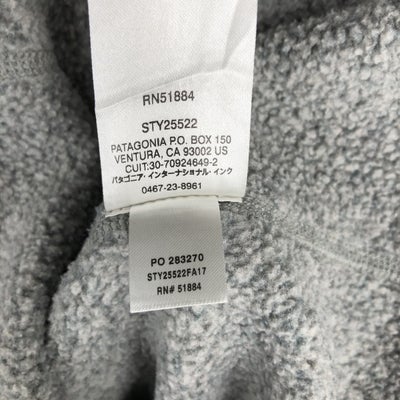 RN51884
STY25522
PATAGONIA P.O. BOX 150
VENTURA, CA 93002 US
CUIT:30-70924649-2
パタゴニア・インターナショナル・インク
0467-23-8961
PO 283270
STY25522FA17
RN# 51884